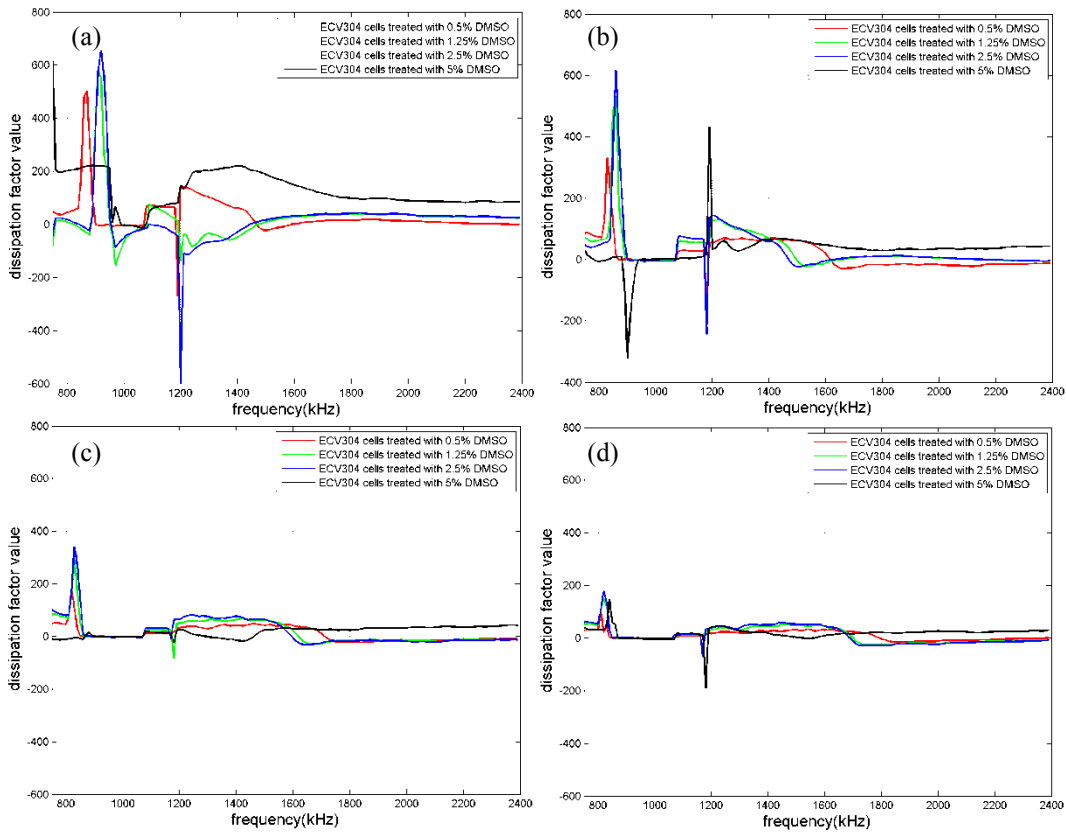 (a)
ECV304 cells treated with 0.5% DMSO
ECV304 cells treated with 1.25% DMSO
ECV304 cells treated with 2.5% DMSO
ECV304 cells treated with 5% DMSO
800
600
400
200
0
-200
-400
-600
dissipation factor value
800 1000 1200 1400 1600 1800 2000 2200 2400
frequency(kHz)
(b)
ECV304 cells treated with 0.5% DMSO
ECV304 cells treated with 1.25% DMSO
ECV304 cells treated with 2.5% DMSO
ECV304 cells treated with 5% DMSO
800
600
400
200
0
-200
-400
dissipation factor value
800 1000 1200 1400 1600 1800 2000 2200 2400
frequency(kHz)
(c)
ECV304 cells treated with 0.5% DMSO
ECV304 cells treated with 1.25% DMSO
ECV304 cells treated with 2.5% DMSO
ECV304 cells treated with 5% DMSO
800
600
400
200
0
-200
-400
-600
dissipation factor value
800 1000 1200 1400 1600 1800 2000 2200 2400
frequency(kHz)
(d)
ECV304 cells treated with 0.5% DMSO
ECV304 cells treated with 1.25% DMSO
ECV304 cells treated with 2.5% DMSO
ECV304 cells treated with 5% DMSO
800
600
400
200
0
-200
-400
-600
dissipation factor value
800 1000 1200 1400 1600 1800 2000 2200 2400
frequency(kHz)